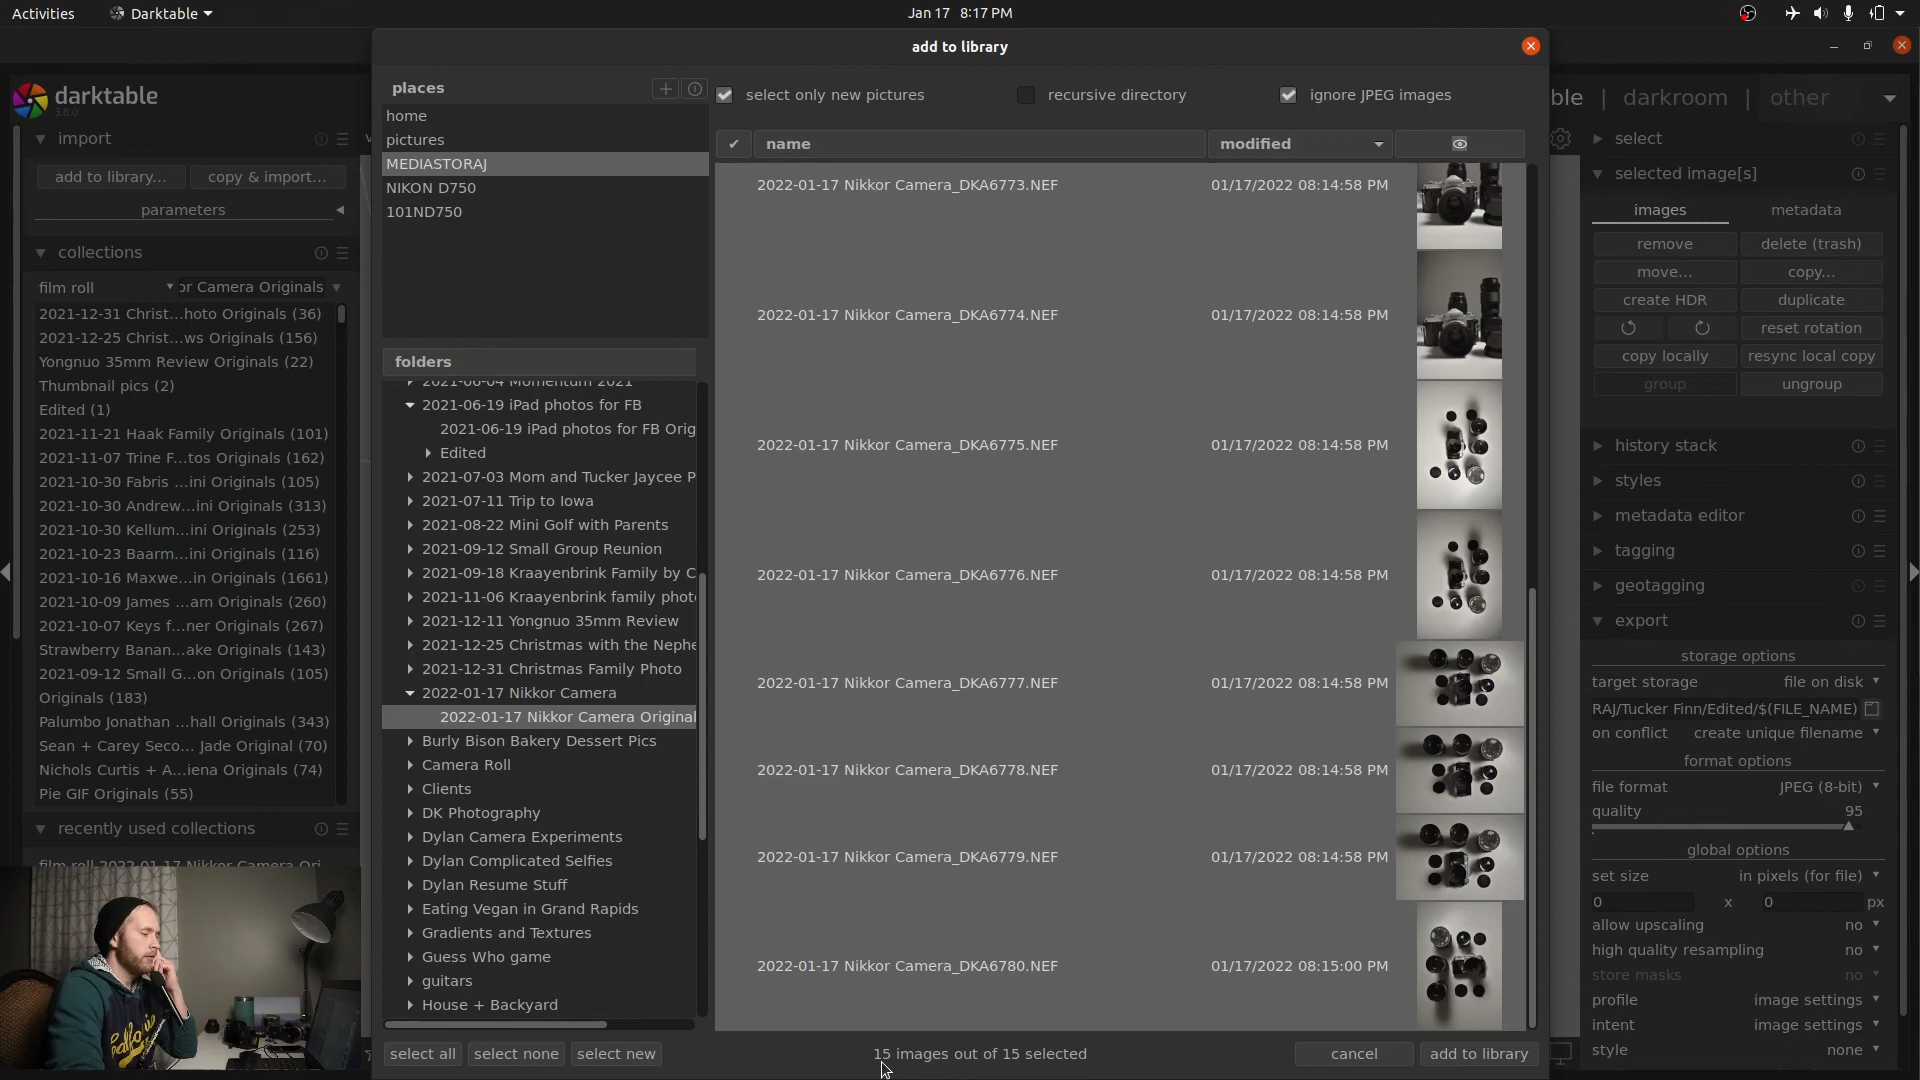 Activities
Darktable
Jan 17 8:17 PM
add to library
darktable
3.8.0
import
add to library...
copy & import...
parameters
collections
film roll
or Camera Originals
2021-12-31 Christ...hoto Originals (36)
2021-12-25 Christ...ws Originals (156)
Yongnuo 35mm Review Originals (22)
Thumbnail pics (2)
Edited (1)
2021-11-21 Haak Family Originals (101)
2021-11-07 Trine F...tos Originals (162)
2021-10-30 Fabris ...ini Originals (105)
2021-10-30 Andrew...ini Originals (313)
2021-10-30 Kellum...ini Originals (253)
2021-10-23 Baarm...ini Originals (116)
2021-10-16 Maxwe...in Originals (1661)
2021-10-09 James ...am Originals (260)
2021-10-07 Keys f...ner Originals (267)
Strawberry Banan...ake Originals (143)
2021-09-12 Small G...on Originals (105)
Originals (183)
Palumbo Jonathan ...hall Originals (343)
Sean + Carey Seco... Jade Original (70)
Nichols Curtis + A...iena Originals (74)
Pie GIF Originals (55)
recently used collections
film roll 2022-01-17 Nikkor Camera Ori...
places
home
pictures
MEDIASTORAJ
NIKON D750
101ND750
folders
2021-06-04 Momentum 2021
2021-06-19 iPad photos for FB
2021-06-19 iPad photos for FB Orig
Edited
2021-07-03 Mom and Tucker Jaycee P
2021-07-11 Trip to Iowa
2021-08-22 Mini Golf with Parents
2021-09-12 Small Group Reunion
2021-09-18 Kraayenbrink Family by C
2021-11-06 Kraayenbrink family phot
2021-12-11 Yongnuo 35mm Review
2021-12-25 Christmas with the Nephe
2021-12-31 Christmas Family Photo
2022-01-17 Nikkor Camera
2022-01-17 Nikkor Camera Original
Burly Bison Bakery Dessert Pics
Camera Roll
Clients
DK Photography
Dylan Camera Experiments
Dylan Complicated Selfies
Dylan Resume Stuff
Eating Vegan in Grand Rapids
Gradients and Textures
Guess Who game
guitars
House + Backyard
select all
select none
select new
select only new pictures
recursive directory
ignore JPEG images
name
modified
2022-01-17 Nikkor Camera_DKA6773.NEF 01/17/2022 08:14:58 PM
2022-01-17 Nikkor Camera_DKA6774.NEF 01/17/2022 08:14:58 PM
2022-01-17 Nikkor Camera_DKA6775.NEF 01/17/2022 08:14:58 PM
2022-01-17 Nikkor Camera_DKA6776.NEF 01/17/2022 08:14:58 PM
2022-01-17 Nikkor Camera_DKA6777.NEF 01/17/2022 08:14:58 PM
2022-01-17 Nikkor Camera_DKA6778.NEF 01/17/2022 08:14:58 PM
2022-01-17 Nikkor Camera_DKA6779.NEF 01/17/2022 08:14:58 PM
2022-01-17 Nikkor Camera_DKA6780.NEF 01/17/2022 08:15:00 PM
15 images out of 15 selected
cancel
add to library
ble | darkroom | other
select
selected image[s]
images
metadata
remove
delete (trash)
move...
copy...
create HDR
duplicate
reset rotation
copy locally
resync local copy
group
ungroup
history stack
styles
metadata editor
tagging
geotagging
export
storage options
target storage file on disk
RAJ/Tucker Finn/Edited/$(FILE_NAME)
on conflict create unique filename
format options
file format JPEG (8-bit)
quality 95
global options
set size in pixels (for file)
0 x 0 px
allow upscaling no
high quality resampling no
store masks no
profile image settings
intent image settings
style none